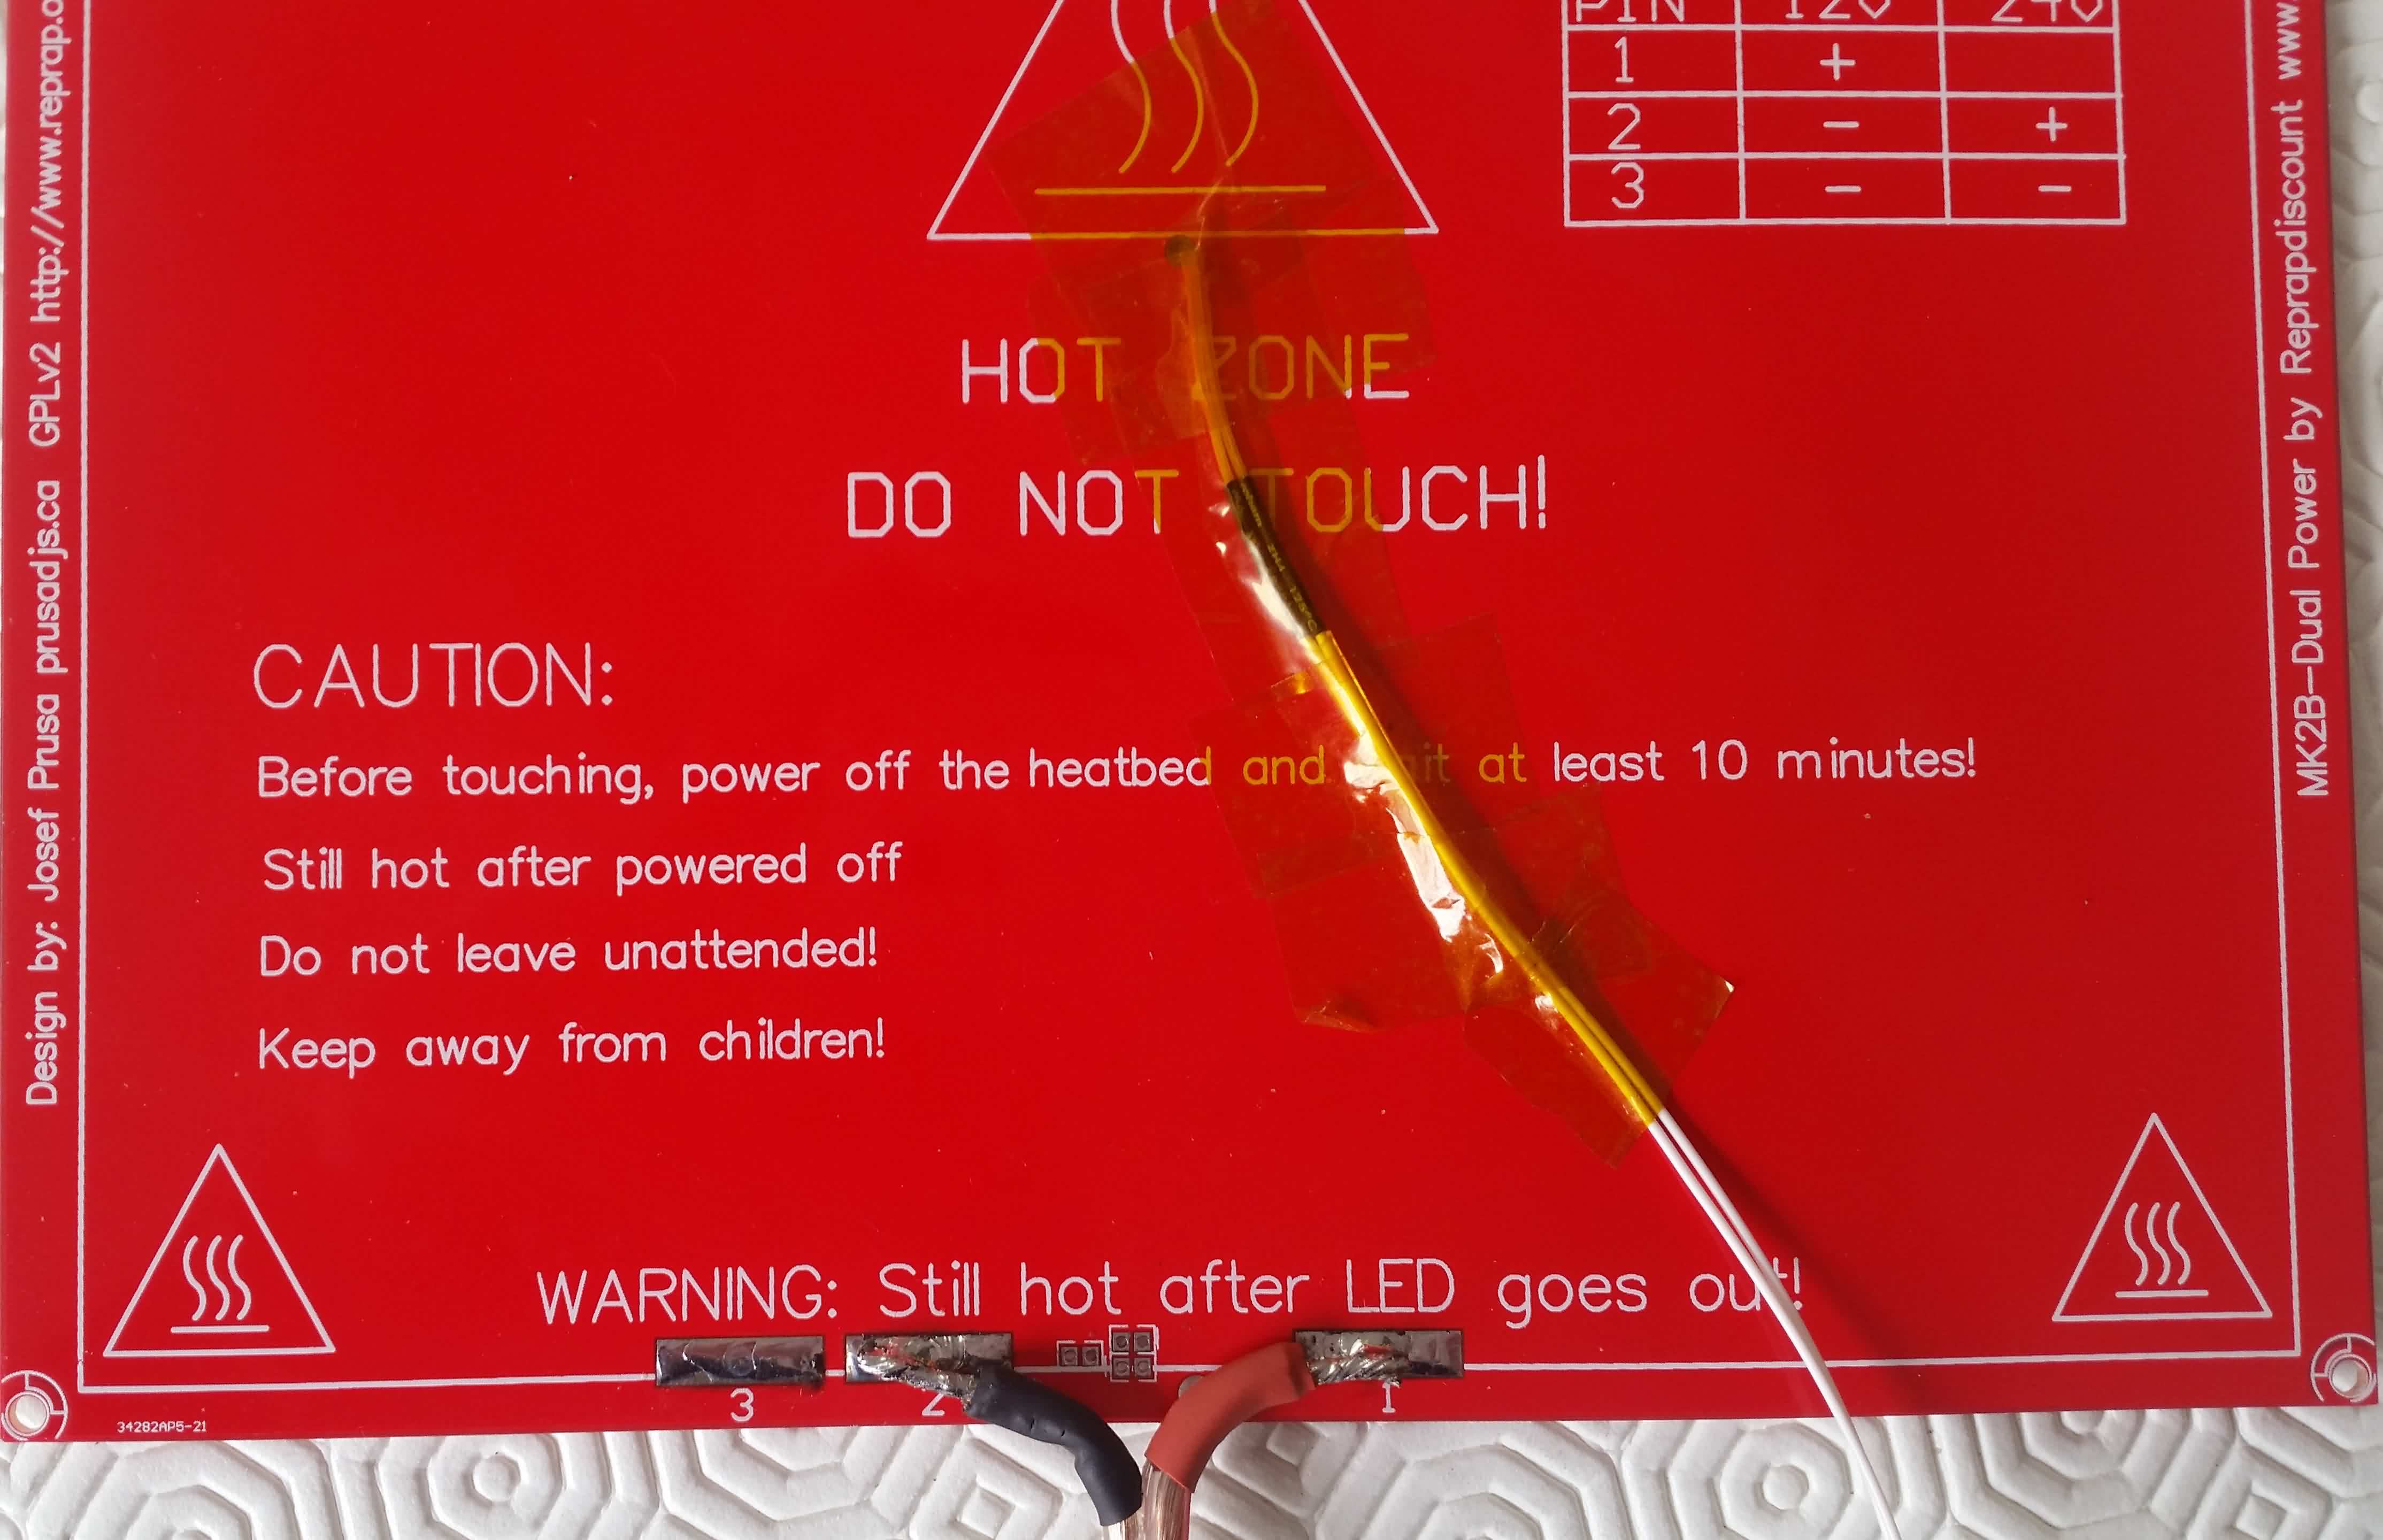 PIN 12V 24V
1 +
2 - +
3 - -
HOT ZONE
DO NOT TOUCH!
CAUTION:
Before touching, power off the heatbed and wait at least 10 minutes!
Still hot after powered off
Do not leave unattended!
Keep away from children!
WARNING: Still hot after LED goes out!
3 2 1
34282AP5-21
Design by: Josef Prusa prusadjs.ca GPLv2 http://www.reprap.o
MK2B-Dual Power by Reprapdiscount www.
125°C